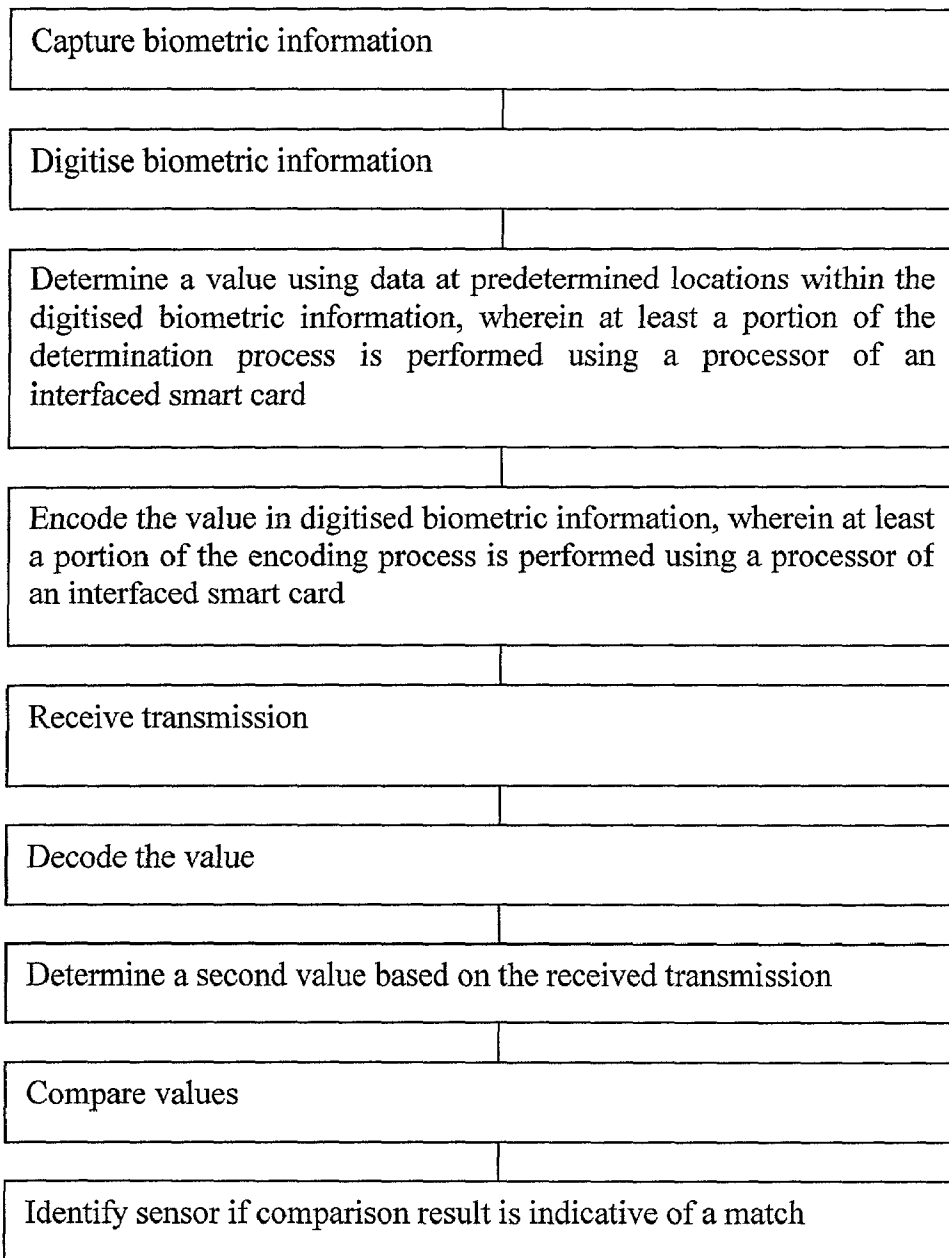 Capture biometric information
Digitise biometric information
Determine a value using data at predetermined locations within the
digitised biometric information, wherein at least a portion of the
determination process is performed using a processor of an
interfaced smart card
Encode the value in digitised biometric information, wherein at least
a portion of the encoding process is performed using a processor of
an interfaced smart card
Receive transmission
Decode the value
Determine a second value based on the received transmission
Compare values
Identify sensor if comparison result is indicative of a match